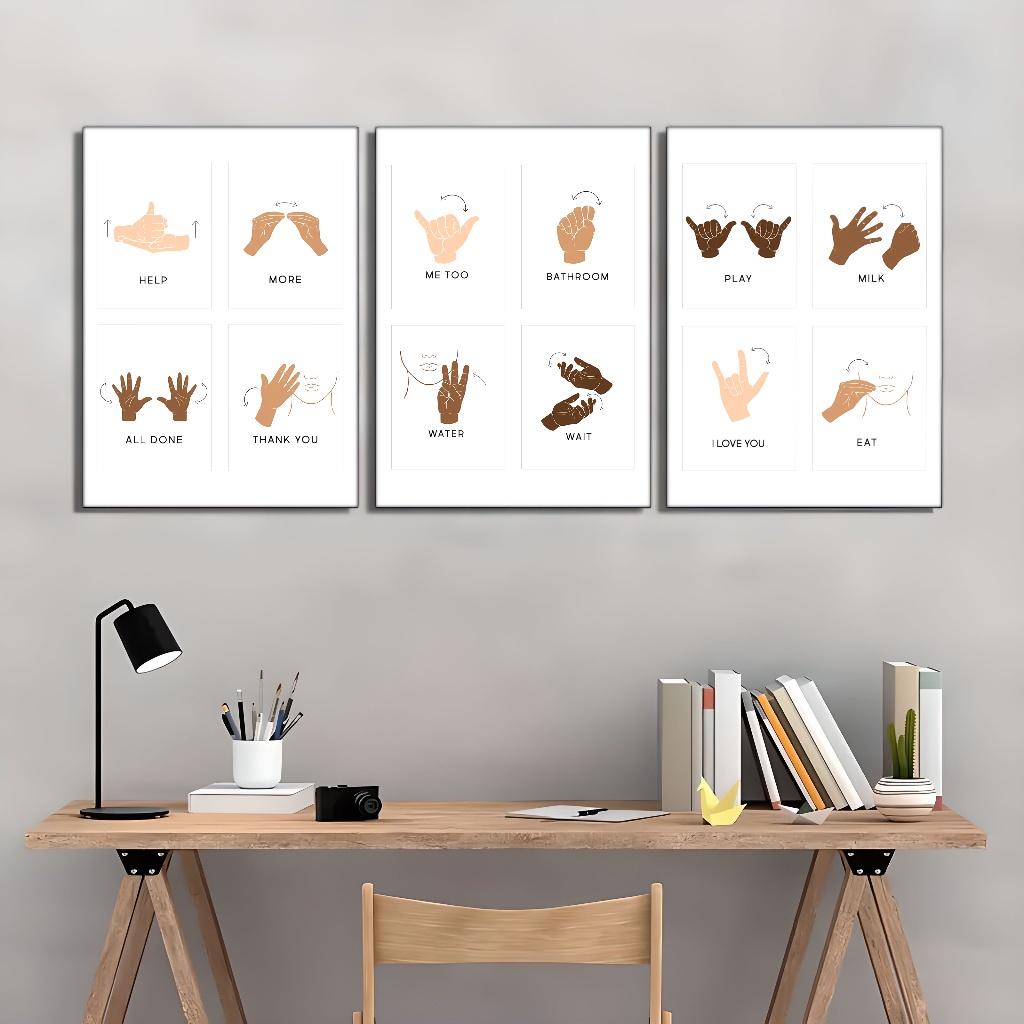 HELP
MORE
ALL DONE
THANK YOU
ME TOO
BATHROOM
WATER
WAIT
PLAY
MILK
I LOVE YOU
EAT